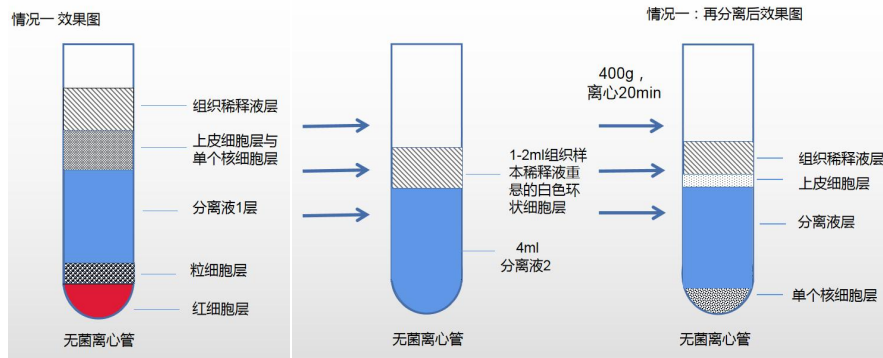 情况一 效果图
组织稀释液层
上皮细胞层与
单个核细胞层
分离液1层
粒细胞层
红细胞层
无菌离心管
1-2ml组织样
本稀释液重
悬的白色环
状细胞层
4ml
分离液2
无菌离心管
情况一：再分离后效果图
400g，
离心20min
组织稀释液层
上皮细胞层
分离液层
单个核细胞层
无菌离心管